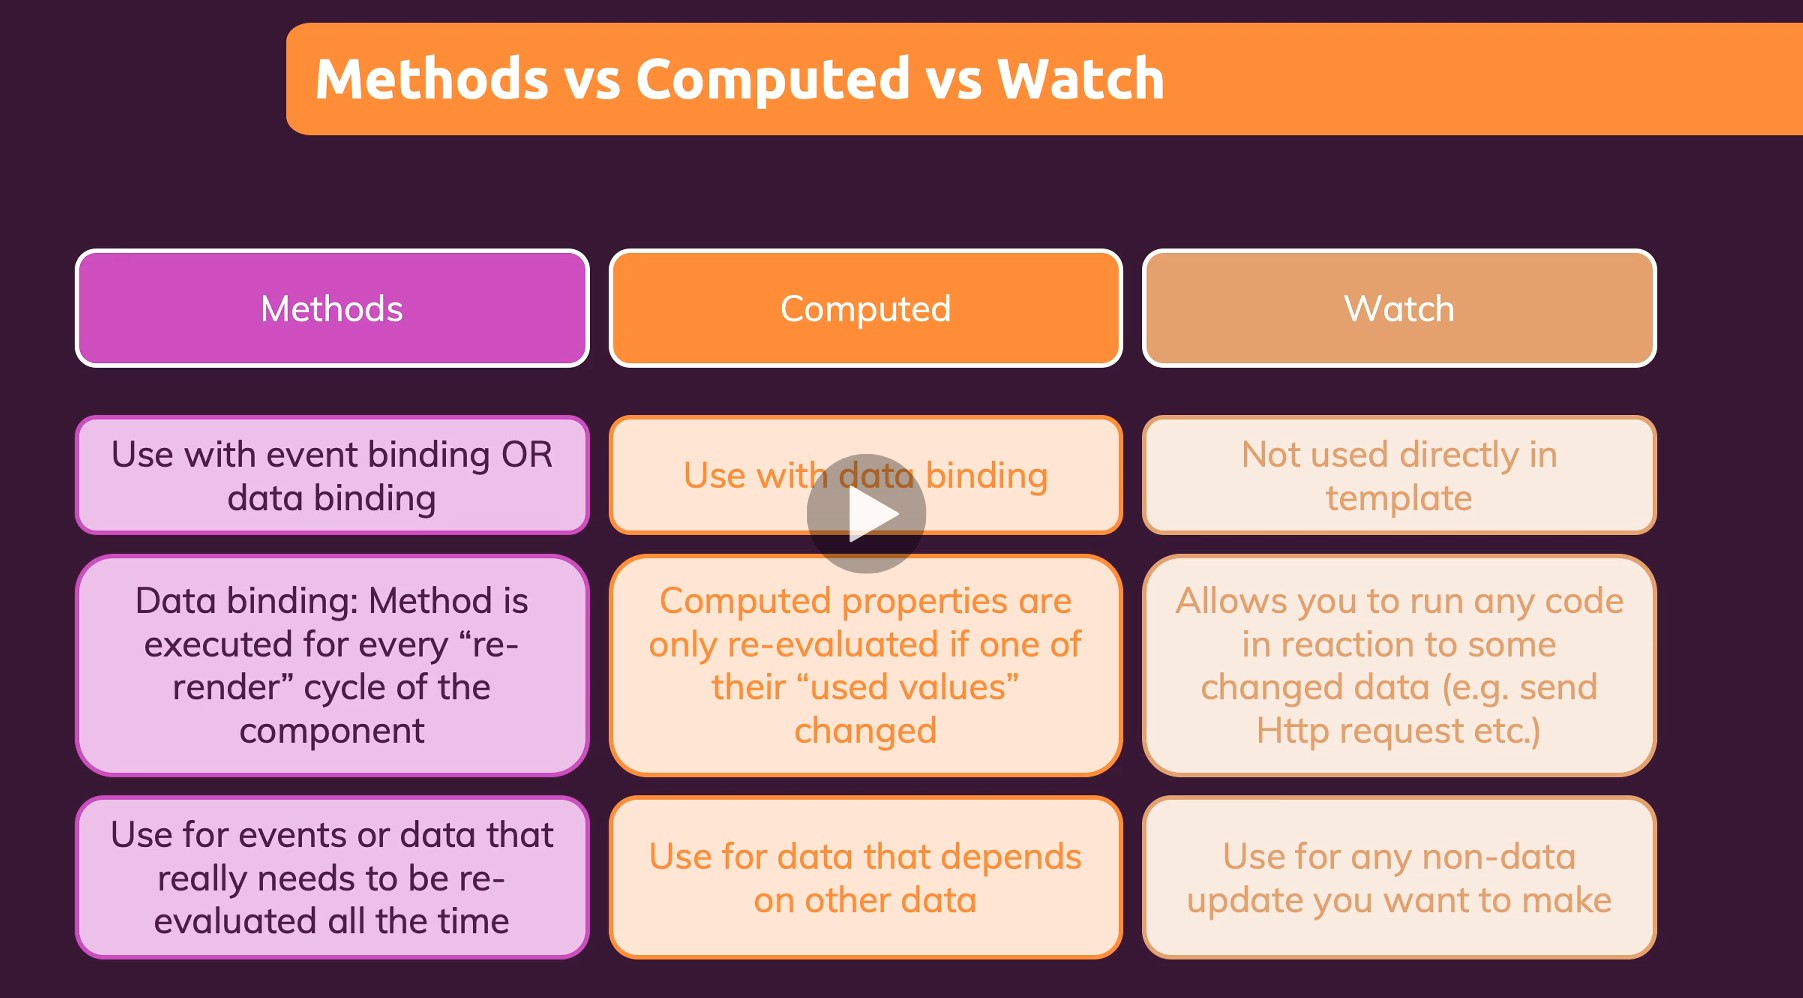 Methods vs Computed vs Watch
Methods
Computed
Watch
Use with event binding OR
data binding
Use with data binding
Not used directly in
template
Data binding: Method is
executed for every “re-
render” cycle of the
component
Computed properties are
only re-evaluated if one of
their “used values”
changed
Allows you to run any code
in reaction to some
changed data (e.g. send
Http request etc.)
Use for events or data that
really needs to be re-
evaluated all the time
Use for data that depends
on other data
Use for any non-data
update you want to make